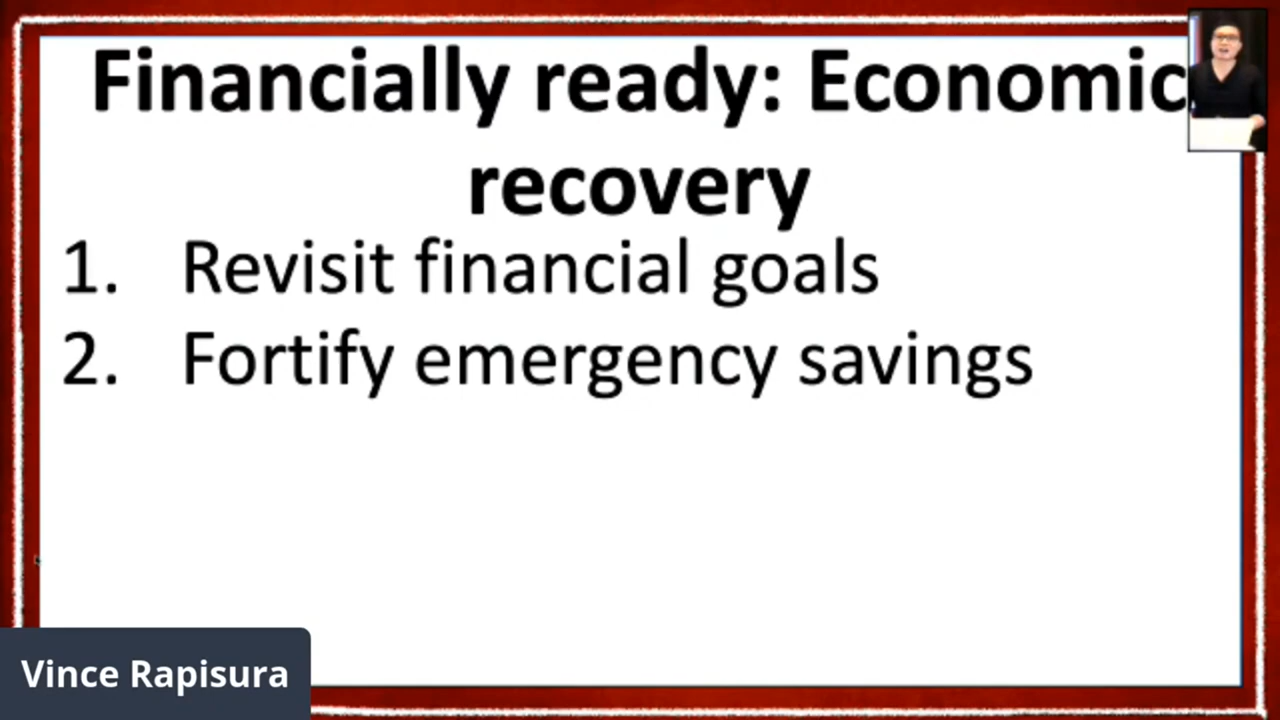 Financially ready: Economic
recovery
1. Revisit financial goals
2. Fortify emergency savings
Vince Rapisura